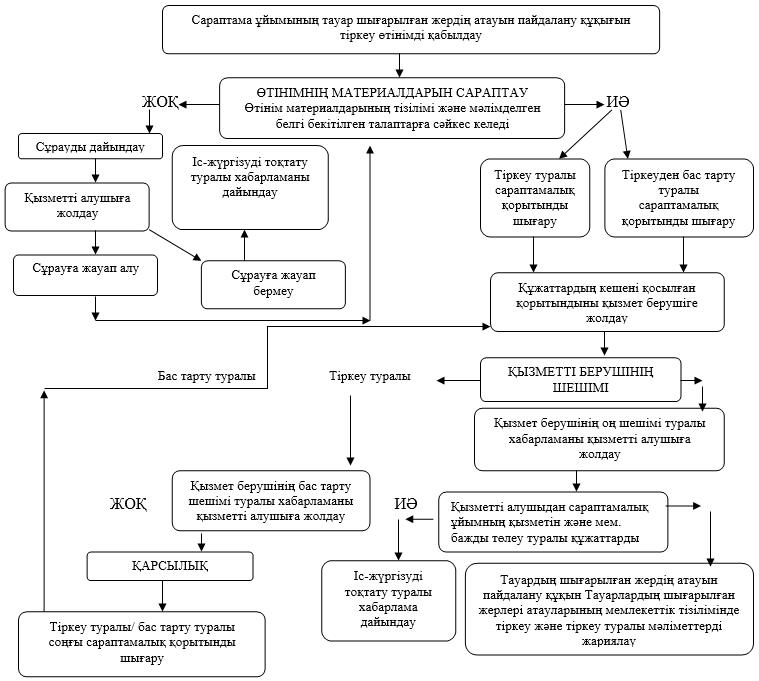 Сараптама ұйымының тауар шығарылған жердің атауын пайдалану құқығын
тіркеу өтінімді қабылдау
ӨТІНІМНІҢ МАТЕРИАЛДАРЫН САРАПТАУ
Өтінім материалдарының тізілімі және мәлімделген
белгі бекітілген талаптарға сәйкес келеді
ЖОҚ
ИӘ
Сұрауды дайындау
Іс-жүргізуді тоқтату
туралы хабарламаны
дайындау
Тіркеу туралы
сараптамалық
қорытынды
шығару
Тіркеуден бас тарту
туралы
сараптамалық
қорытынды шығару
Қызметті алушыға
жолдау
Сұрауға жауап алу
Сұрауға жауап
бермеу
Құжаттардың кешені қосылған
қорытындыны қызмет берушіге
жолдау
Бас тарту туралы
Тіркеу туралы
ҚЫЗМЕТТІ БЕРУШІНІҢ
ШЕШІМІ
Қызмет берушінің оң шешімі туралы
хабарламаны қызметті алушыға
жолдау
ЖОҚ
Қызмет берушінің бас тарту
шешімі туралы хабарламаны
қызметті алушыға жолдау
ИӘ
Қызметті алушыдан сараптамалық
ұйымның қызметін және мем.
бажды төлеу туралы құжаттарды
ҚАРСЫЛЫҚ
Іс-жүргізуді
тоқтату туралы
хабарлама
дайындау
Тауардың шығарылған жердің атауын
пайдалану құқын Тауарлардың шығарылған
жерлері атауларының мемлекеттік тізілімінде
тіркеу және тіркеу туралы мәліметтерді
жариялау
Тіркеу туралы/ бас тарту туралы
соңғы сараптамалық қорытынды
шығару